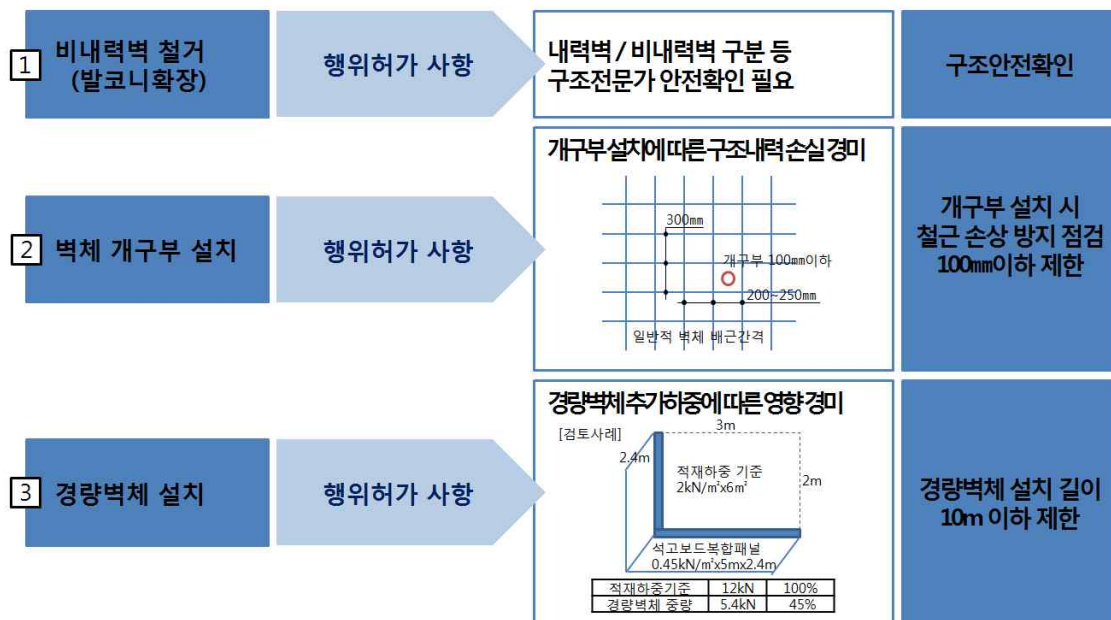 1
비내력벽 철거
(발코니확장)
행위허가 사항
내력벽 / 비내력벽 구분 등
구조전문가 안전확인 필요
구조안전확인
2
벽체 개구부 설치
행위허가 사항
개구부 설치에 따른 구조내력 손실 경미
300㎜
개구부 100㎜이하
200~250㎜
일반적 벽체 배근간격
개구부 설치 시
철근 손상 방지 점검
100㎜이하 제한
3
경량벽체 설치
행위허가 사항
경량벽체 추가하중에 따른 영향 경미
[검토사례]
3m
2.4m
적재하중 기준
2kN/㎡x6㎡
2m
석고보드복합패널
0.45kN/㎡x5mx2.4m
적재하중기준 12kN 100%
경량벽체 중량 5.4kN 45%
경량벽체 설치 길이
10m 이하 제한